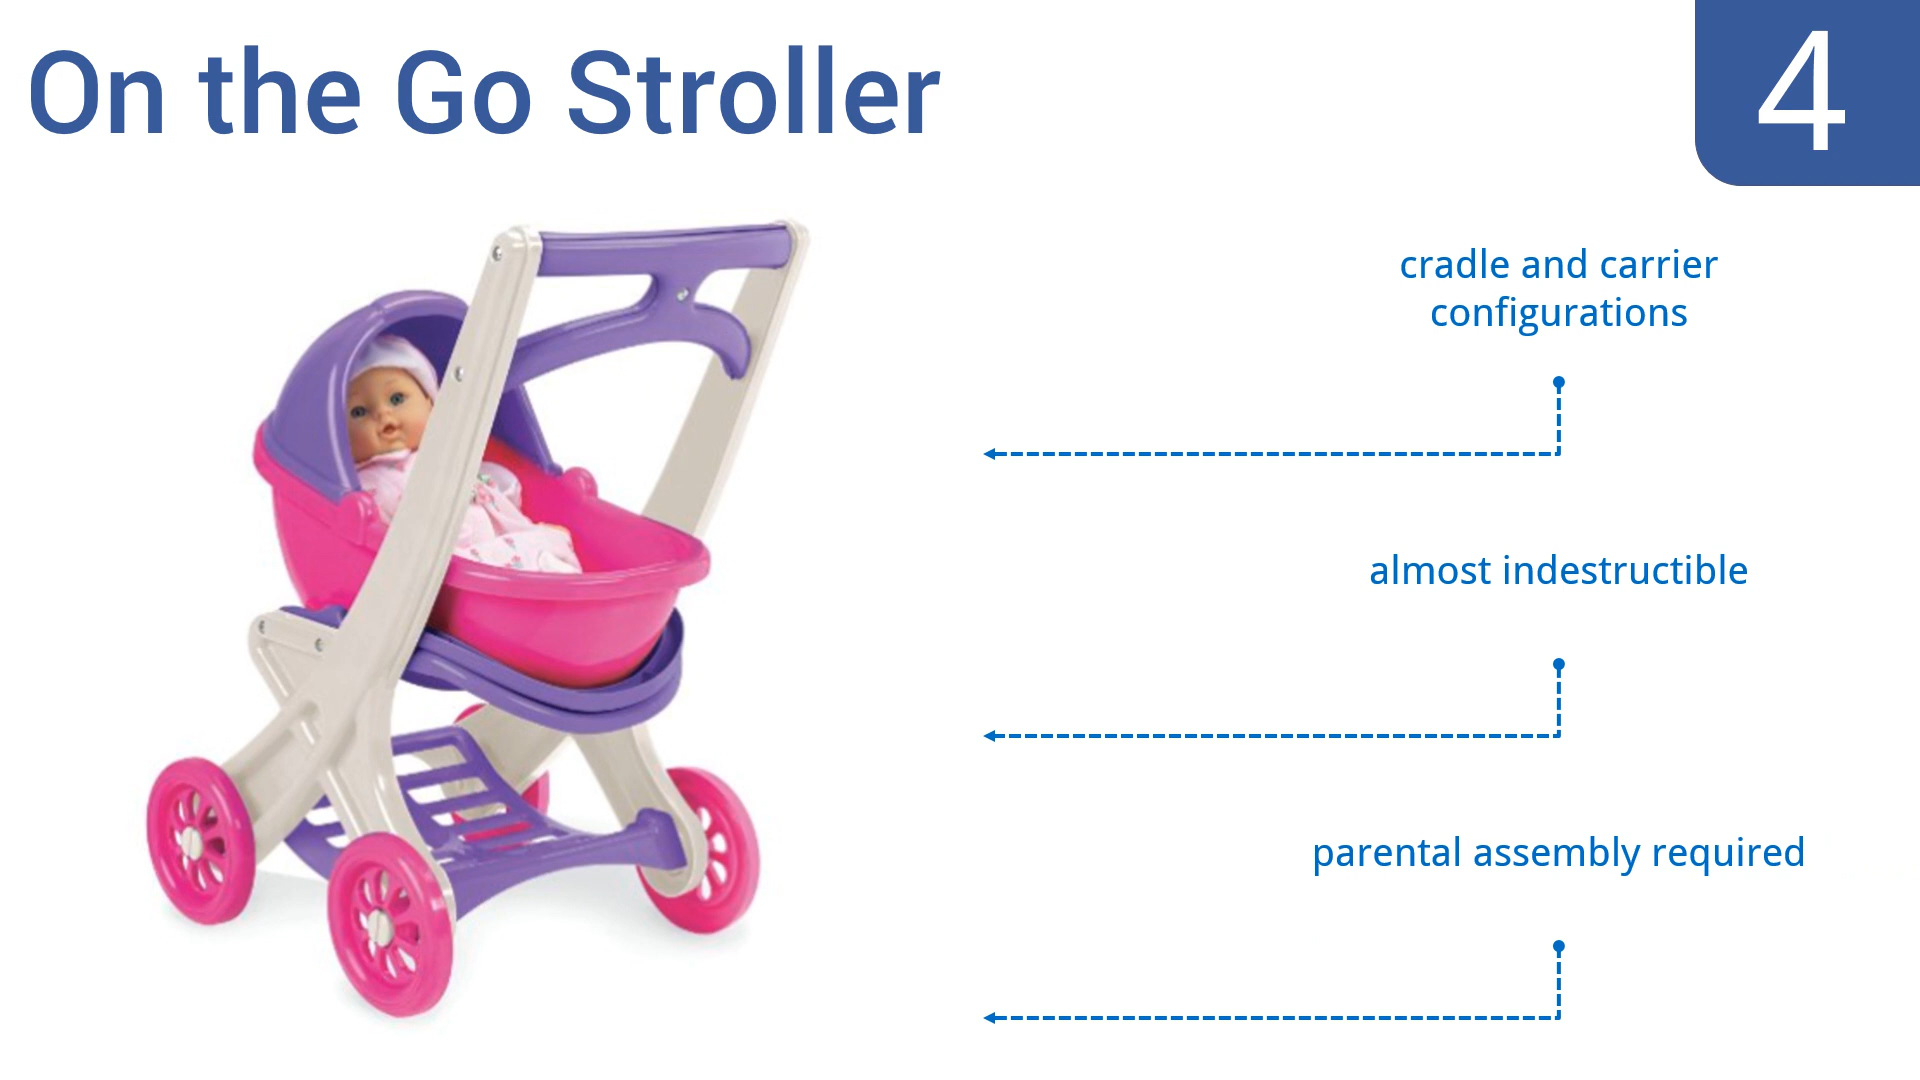 On the Go Stroller
4
cradle and carrier
configurations
almost indestructible
parental assembly required